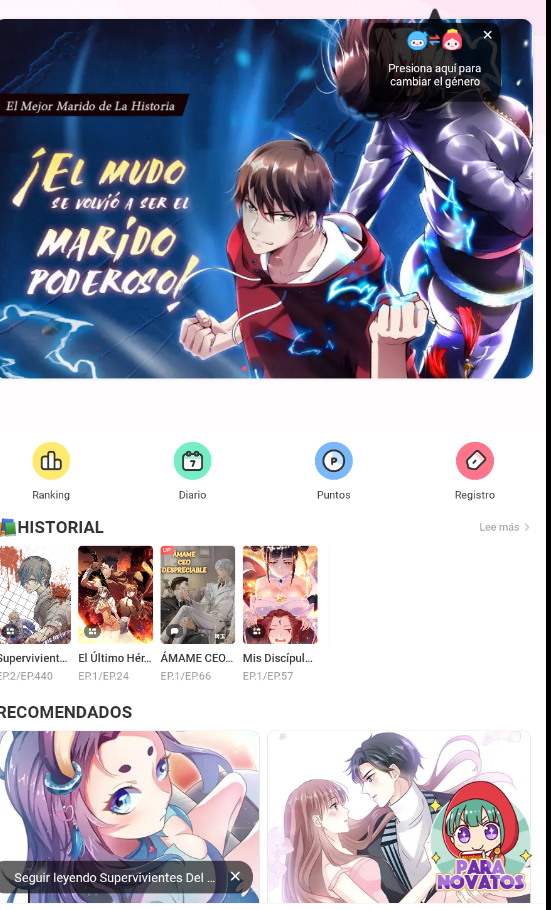 Presiona aquí para
cambiar el género
El Mejor Marido de La Historia
¡EL MUDO
SE VOLVIÓ A SER EL
MARIDO
PODEROSO!
7
P
Ranking
Diario
Puntos
Registro
HISTORIAL
Lee más
UP
ÁMAME
CEO
DESPRECIABLE
Supervivient...
El Último Hér...
ÁMAME CEO...
Mis Discípul...
EP.2/EP.440
EP.1/EP.24
EP.1/EP.66
EP.1/EP.57
RECOMENDADOS
Seguir leyendo Supervivientes Del ...
PARA
NOVATOS